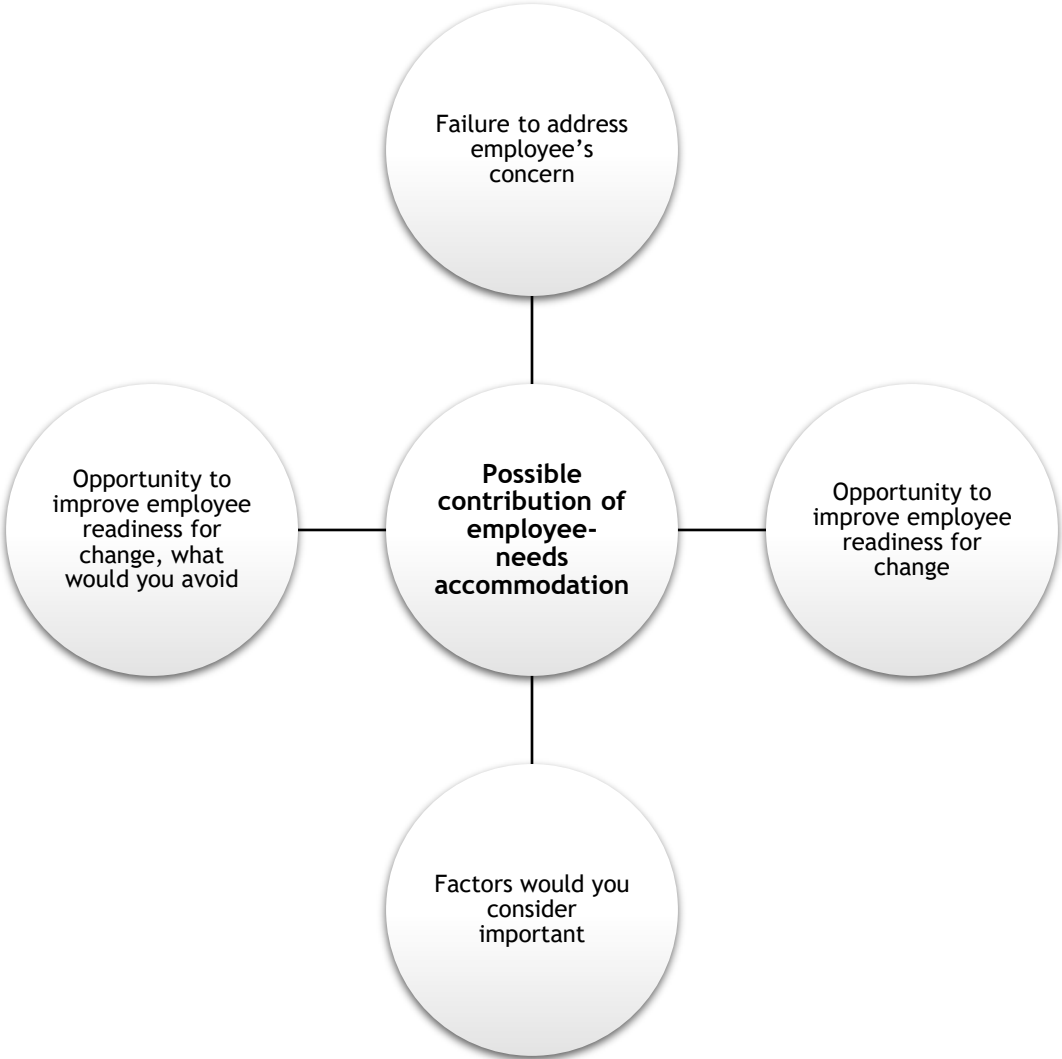 Failure to address
employee’s
concern
Opportunity to
improve employee
readiness for
change, what
would you avoid
Possible
contribution of
employee-
needs
accommodation
Opportunity to
improve employee
readiness for
change
Factors would you
consider
important